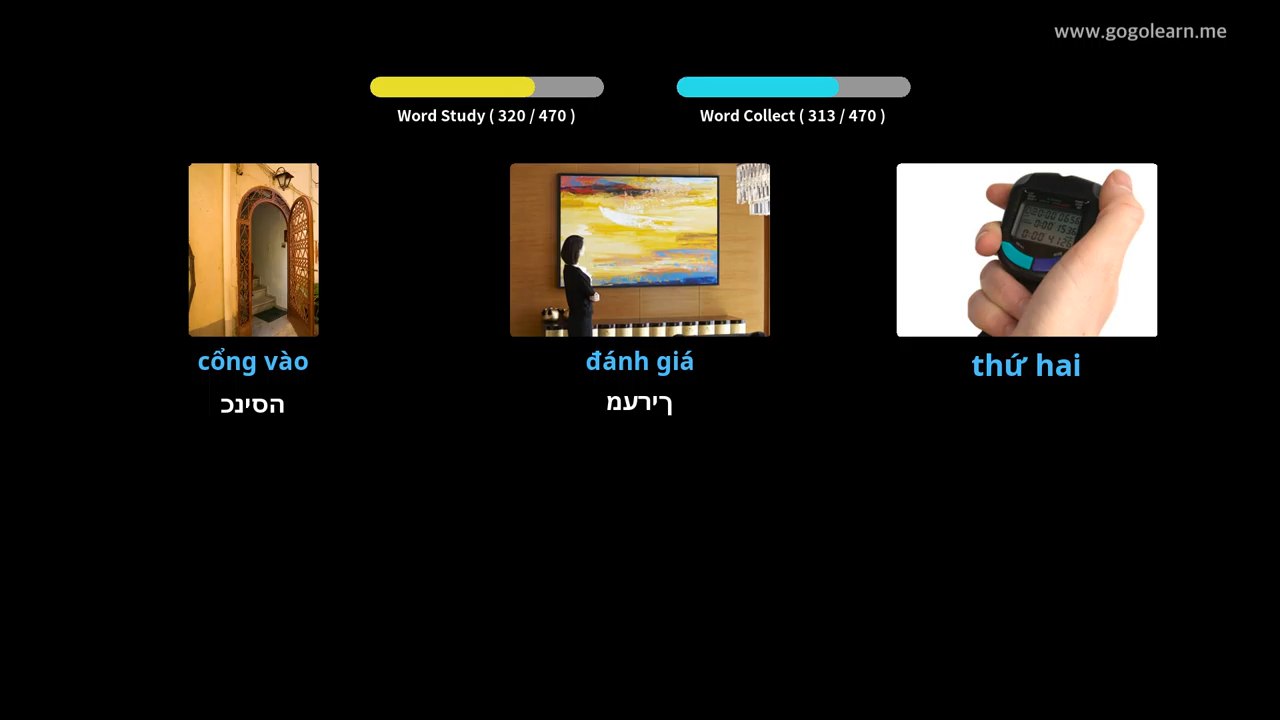 www.gogolearn.me
Word Study ( 320 / 470 )
Word Collect ( 313 / 470 )
cổng vào
הסינכ
đánh giá
ךירעמ
thứ hai